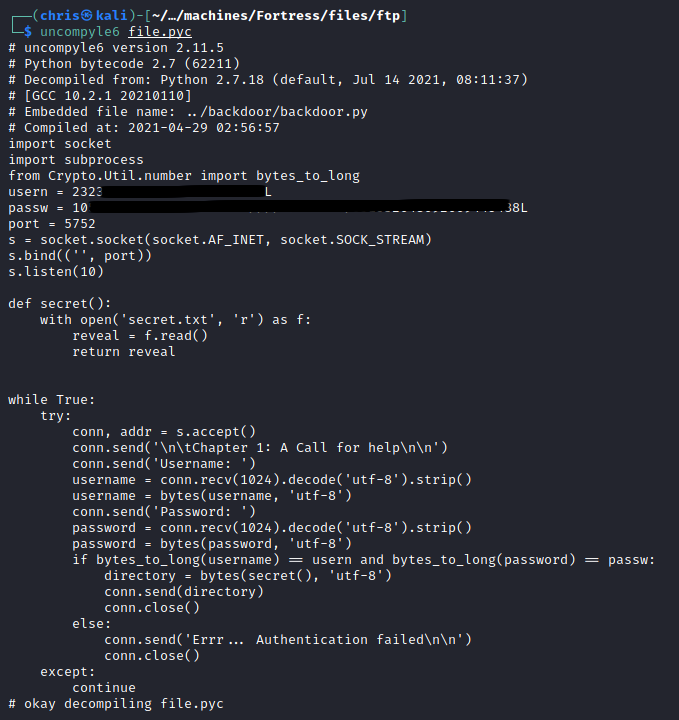 ┌──(chris㉿kali)-[~/…/machines/Fortress/files/ftp]
└─$ uncompyle6 file.pyc
# uncompyle6 version 2.11.5
# Python bytecode 2.7 (62211)
# Decompiled from: Python 2.7.18 (default, Jul 14 2021, 08:11:37)
# [GCC 10.2.1 20210110]
# Embedded file name: ../backdoor/backdoor.py
# Compiled at: 2021-04-29 02:56:57
import socket
import subprocess
from Crypto.Util.number import bytes_to_long
usern = 2323 L
passw = 10 38L
port = 5752
s = socket.socket(socket.AF_INET, socket.SOCK_STREAM)
s.bind(('', port))
s.listen(10)
def secret():
    with open('secret.txt', 'r') as f:
        reveal = f.read()
        return reveal
while True:
    try:
        conn, addr = s.accept()
        conn.send('\n\tChapter 1: A Call for help\n\n')
        conn.send('Username: ')
        username = conn.recv(1024).decode('utf-8').strip()
        username = bytes(username, 'utf-8')
        conn.send('Password: ')
        password = conn.recv(1024).decode('utf-8').strip()
        password = bytes(password, 'utf-8')
        if bytes_to_long(username) == usern and bytes_to_long(password) == passw:
            directory = bytes(secret(), 'utf-8')
            conn.send(directory)
            conn.close()
        else:
            conn.send('Errr... Authentication failed\n\n')
            conn.close()
    except:
        continue
# okay decompiling file.pyc